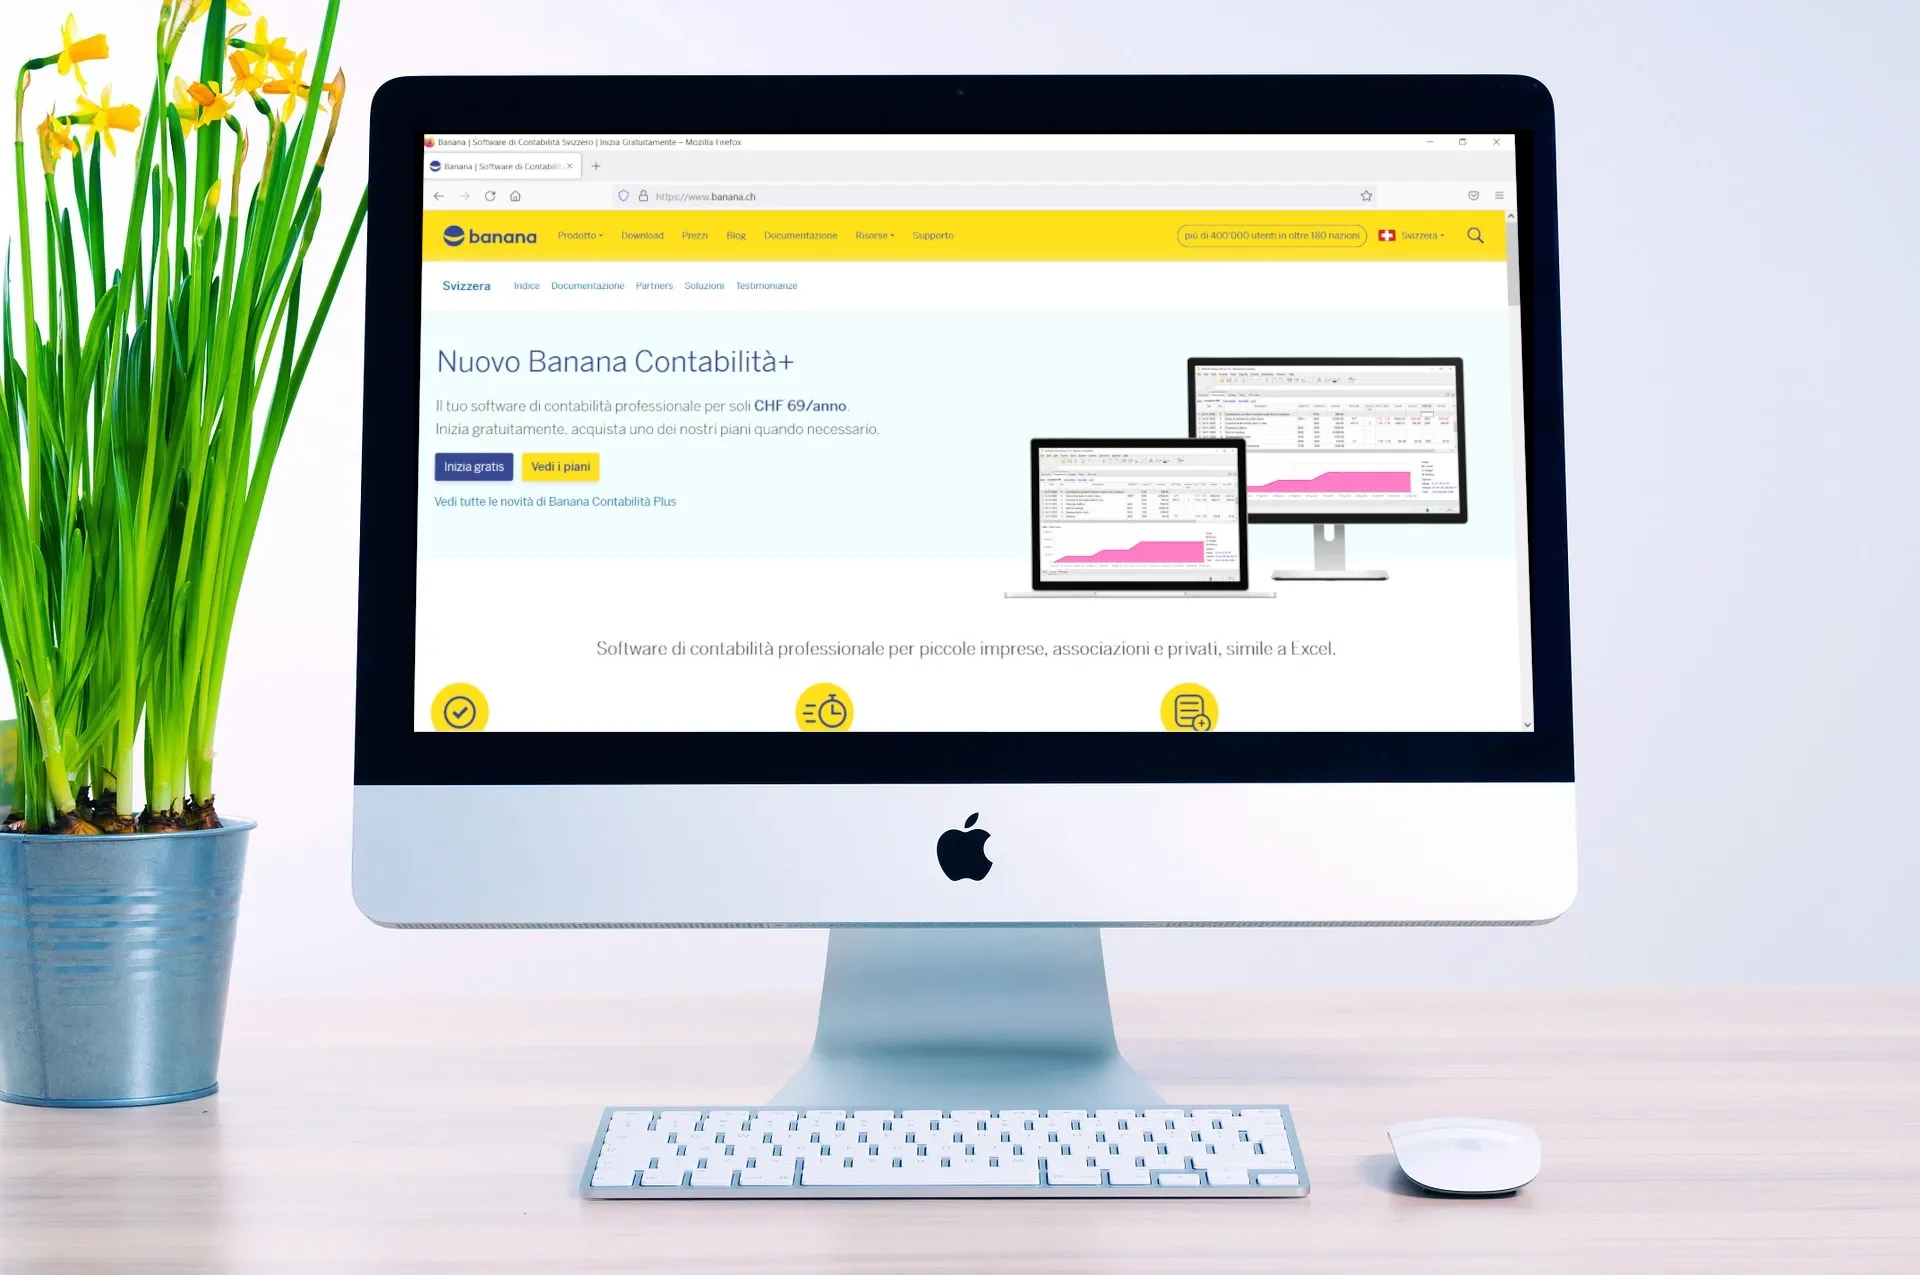 Banana | Software di Contabilità Svizzero | Inizia Gratuitamente – Mozilla Firefox
Banana | Software di Contabilit
https://www.banana.ch
banana Prodotto Download Prezzi Blog Documentazione Risorse Supporto più di 400'000 utenti in oltre 180 nazioni Svizzera
Svizzera Indice Documentazione Partners Soluzioni Testimonianze
Nuovo Banana Contabilità+
Il tuo software di contabilità professionale per soli CHF 69/anno.
Inizia gratuitamente, acquista uno dei nostri piani quando necessario.
Inizia gratis Vedi i piani
Vedi tutte le novità di Banana Contabilità Plus
Software di contabilità professionale per piccole imprese, associazioni e privati, simile a Excel.